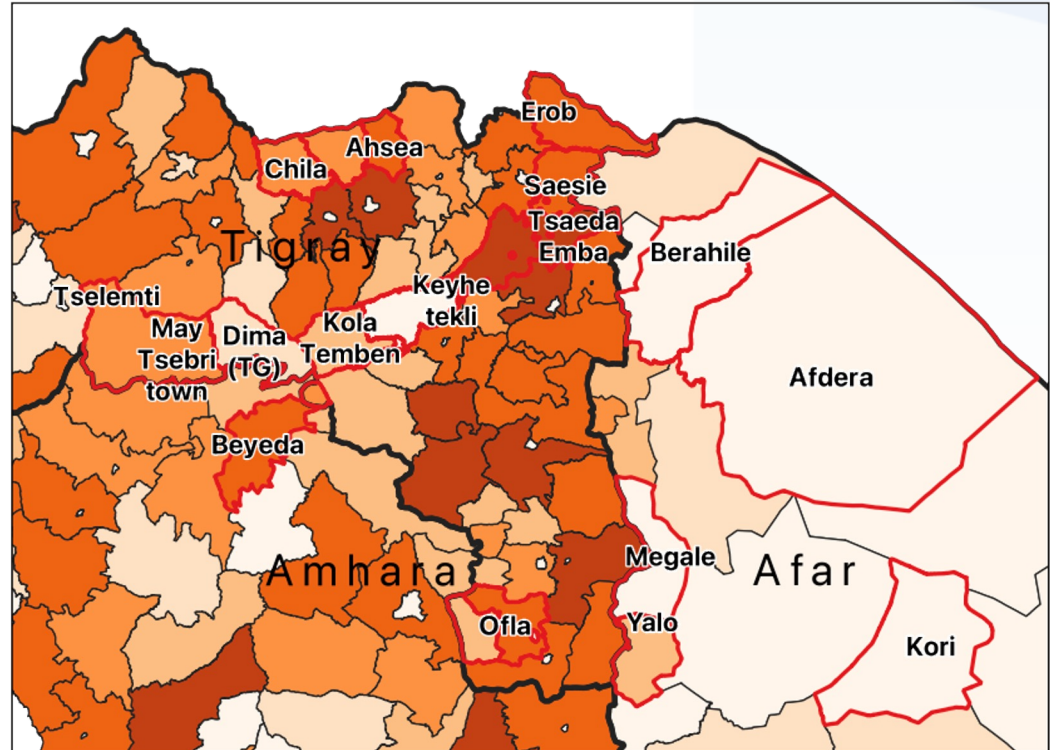 Erob
Ahsea
Chila
Saesie
Tsaeda
Emba
Tigray
Berahile
Keyhe
tekli
Tselemti
May
Tsebri
town
Dima
(TG)
Kola
Temben
Afdera
Beyeda
Megale
Amhara
Afar
Ofla
Yalo
Kori